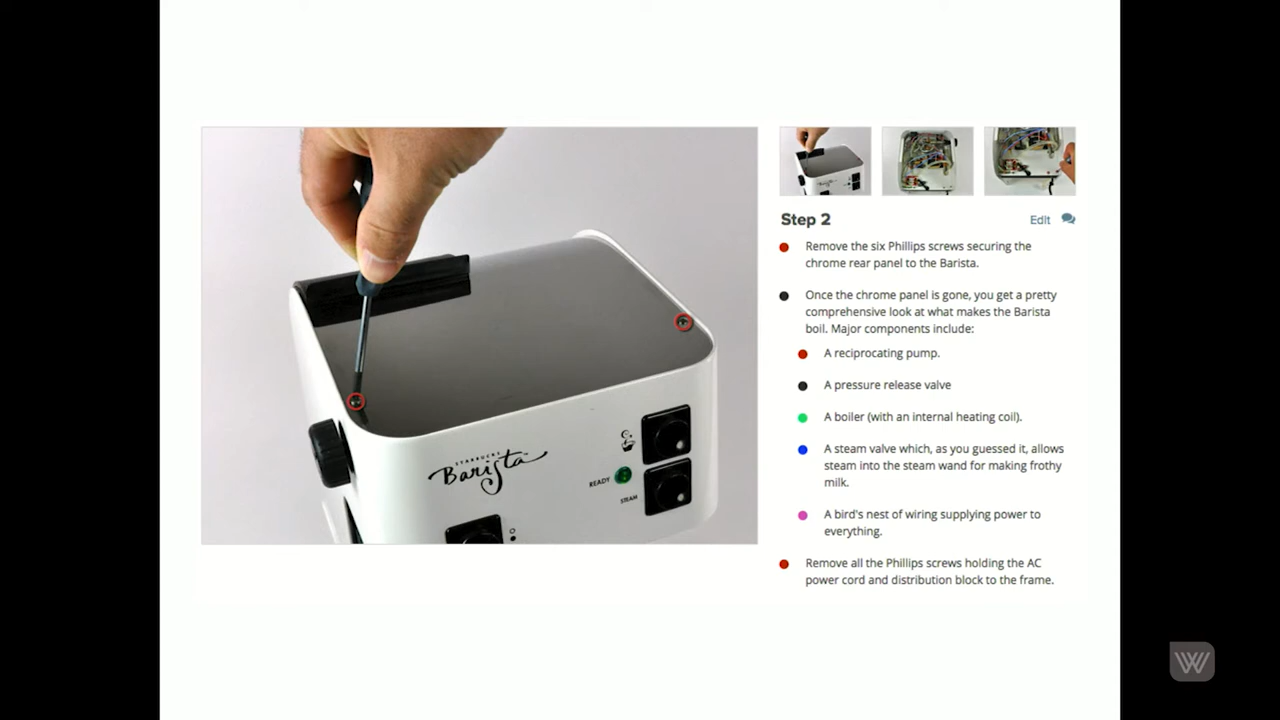 Step 2
Edit
Remove the six Phillips screws securing the
chrome rear panel to the Barista.
Once the chrome panel is gone, you get a pretty
comprehensive look at what makes the Barista
boil. Major components include:
A reciprocating pump.
A pressure release valve
A boiler (with an internal heating coil).
A steam valve which, as you guessed it, allows
steam into the steam wand for making frothy
milk.
A bird's nest of wiring supplying power to
everything.
Remove all the Phillips screws holding the AC
power cord and distribution block to the frame.
STARBUCKS
Barista
READY
STEAM
W